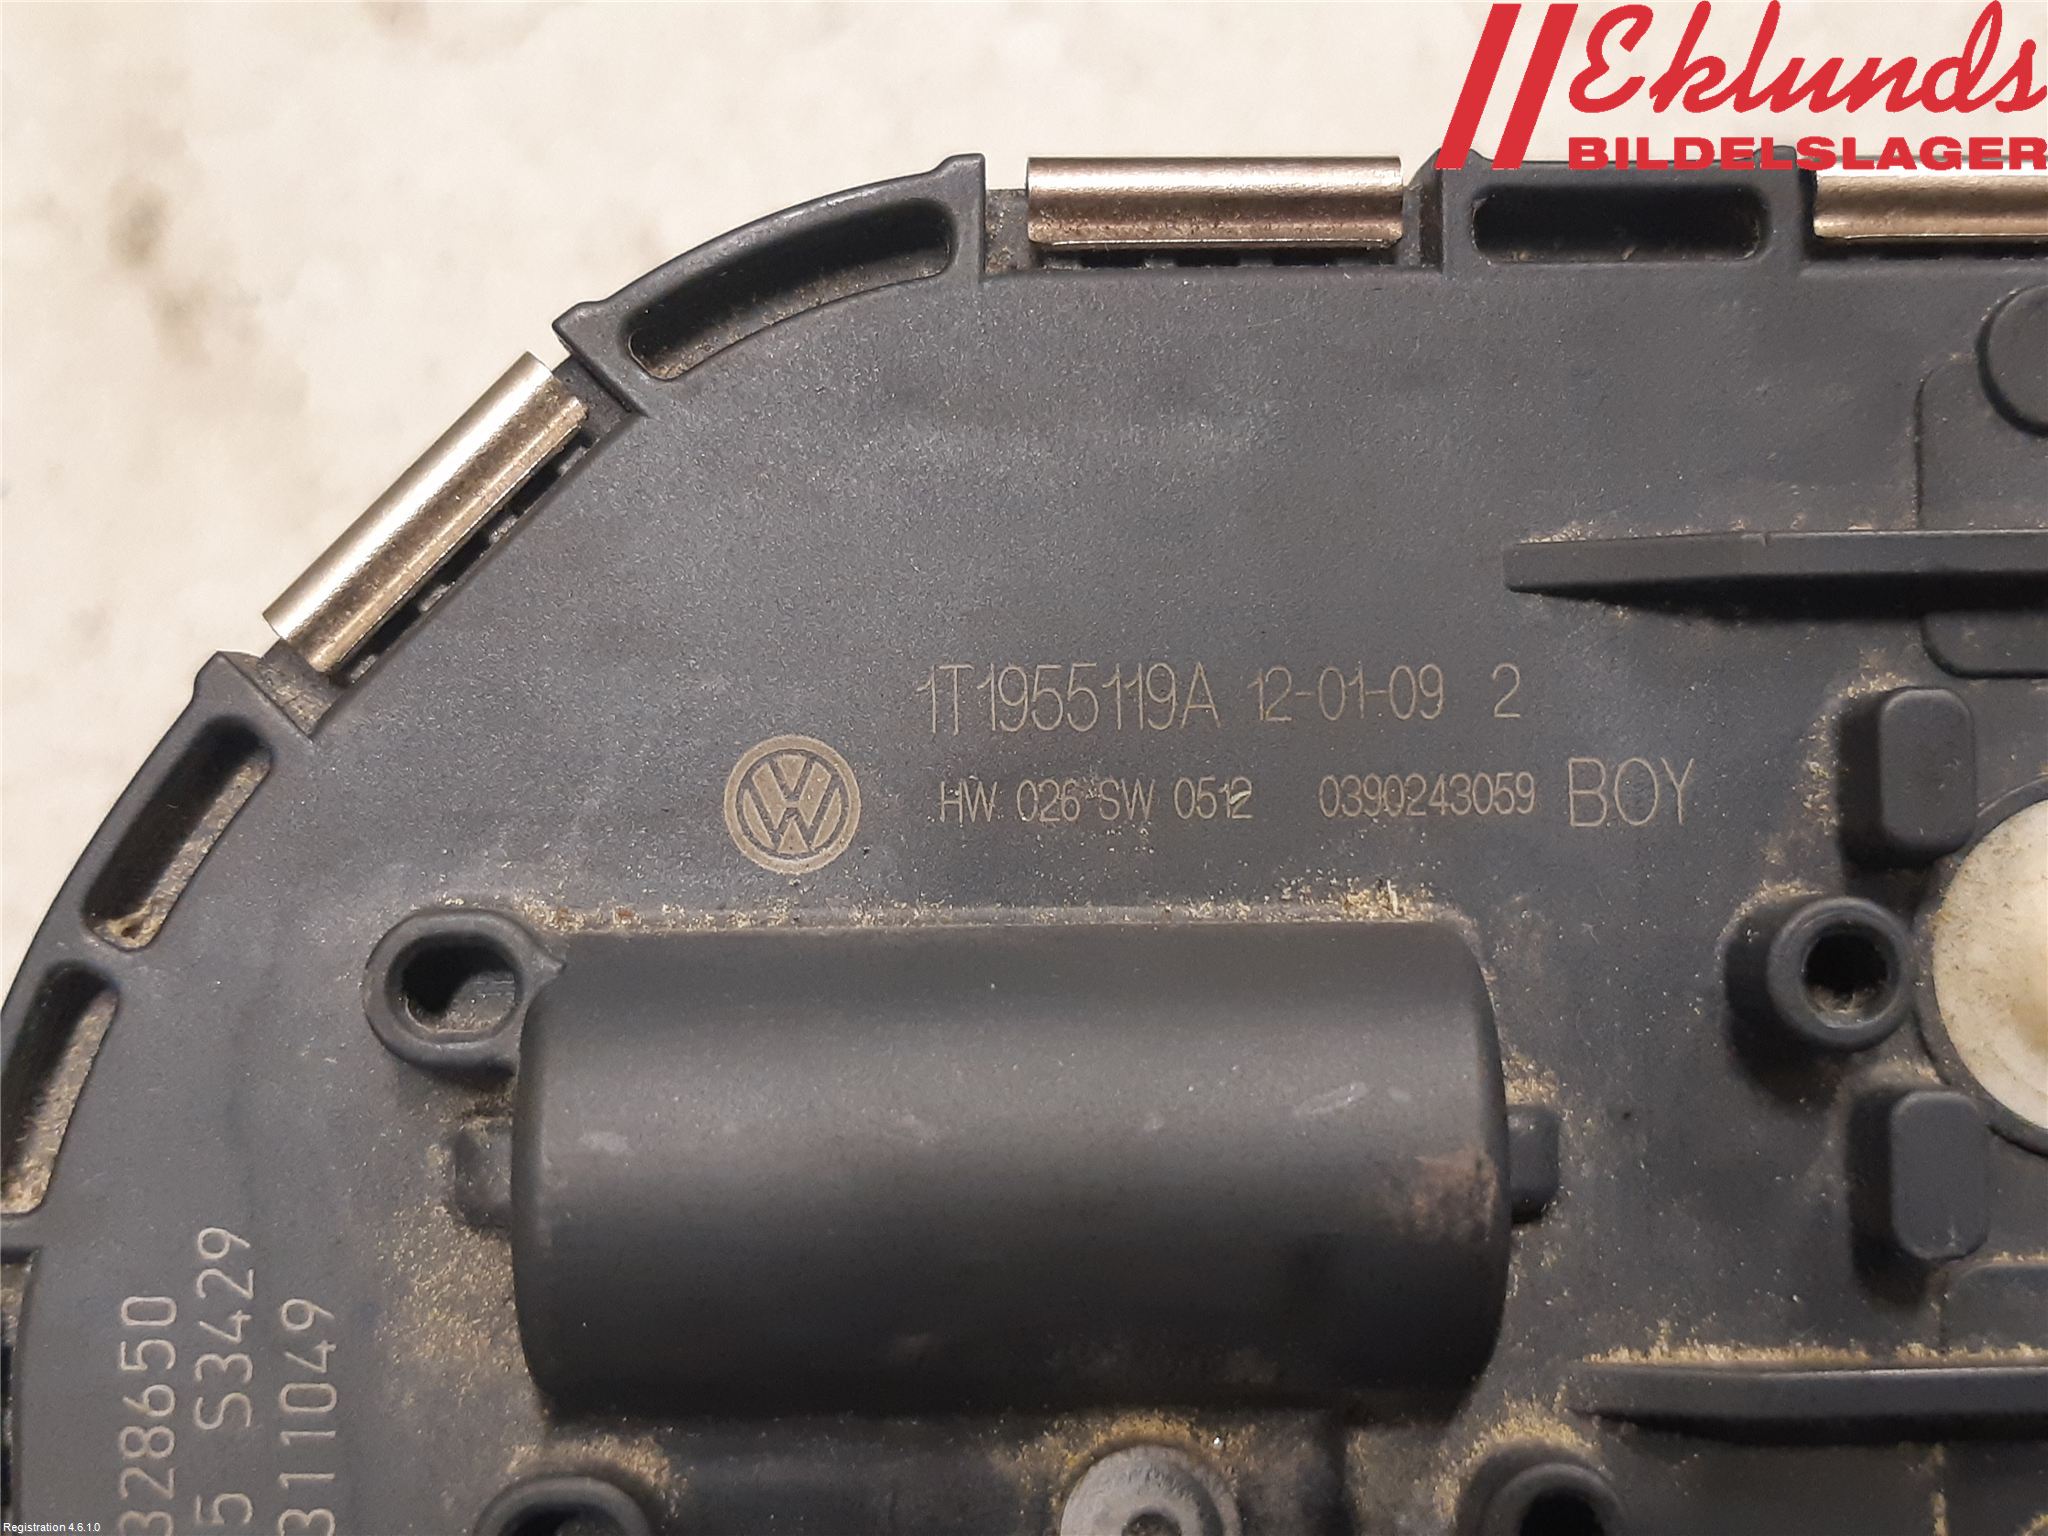 Eklunds
BILDELSLAGER
1T1955119A 12-01-09 2
HW 026 SW 0512 0390243059 BOY
328650
5 S3429
311049
Registration 4.6.1.0